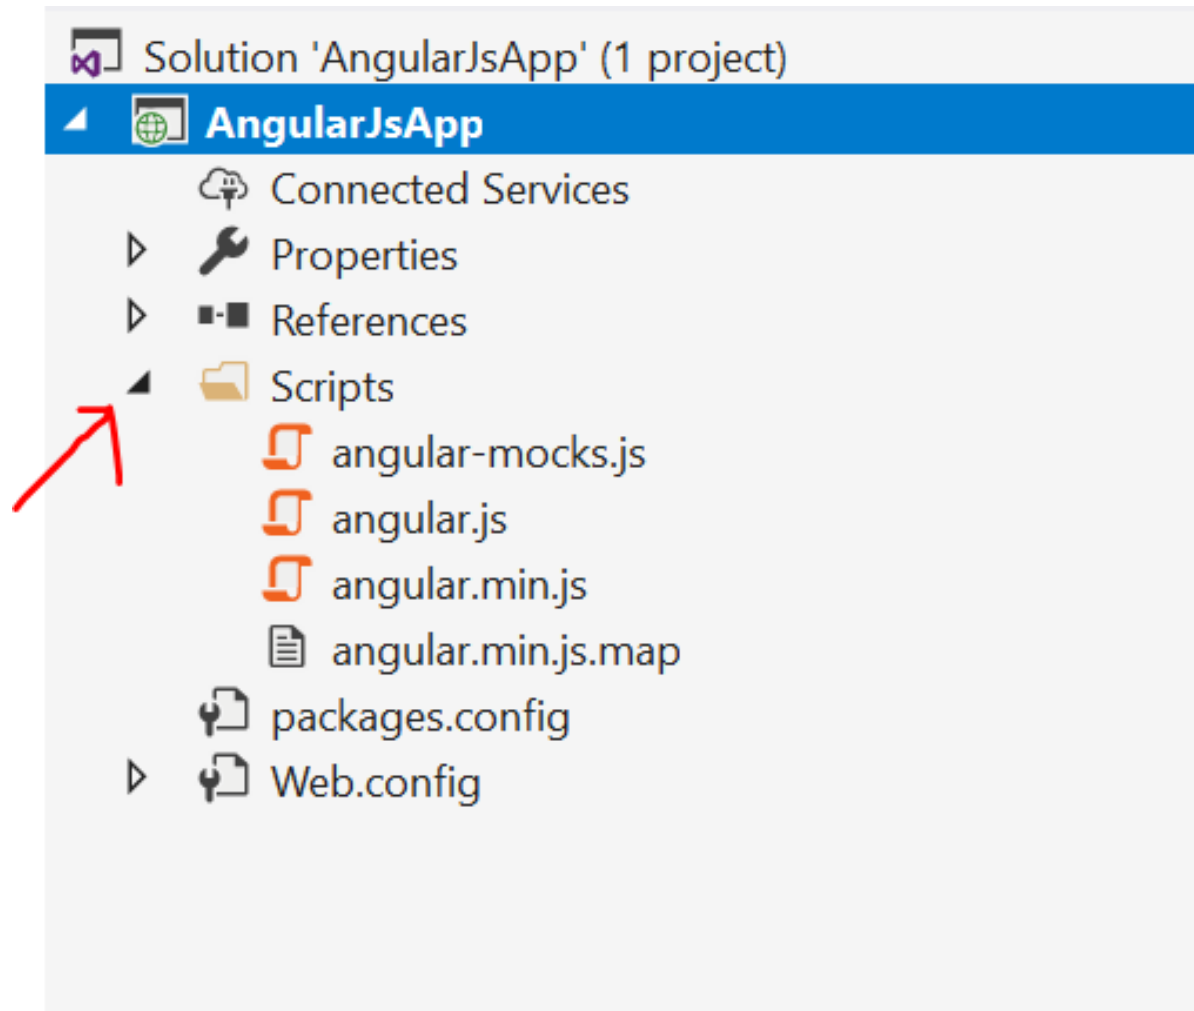 Solution 'AngularJsApp' (1 project)
AngularJsApp
Connected Services
Properties
References
Scripts
angular-mocks.js
angular.js
angular.min.js
angular.min.js.map
packages.config
Web.config